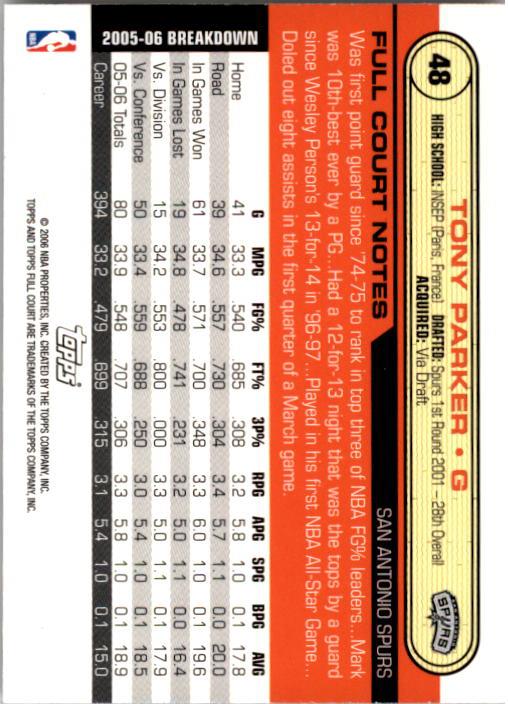 48
TONY PARKER • G
HIGH SCHOOL: INSEP (Paris, France) DRAFTED: Spurs 1st Round 2001 – 28th Overall
ACQUIRED: Via Draft
SAN ANTONIO SPURS
SPURS
FULL COURT NOTES
Was first point guard since '74-75 to rank in top three of NBA FG% leaders...Mark
was 10th-best ever by a PG...Had a 12-for-13 night that was the tops by a guard
since Wesley Person's 13-for-14 in '96-97...Played in his first NBA All-Star Game...
Doled out eight assists in the first quarter of a March game.
2005-06 BREAKDOWN G MPG FG% FT% 3P% RPG APG SPG BPG AVG
Home 41 33.3 .540 .685 .308 3.2 5.8 1.0 0.1 17.8
Road 39 34.6 .557 .730 .304 3.4 5.7 1.1 0.0 20.0
In Games Won 61 33.7 .571 .700 .348 3.3 6.0 1.0 0.1 19.6
In Games Lost 19 34.8 .478 .741 .231 3.2 5.0 1.1 0.0 16.4
Vs. Division 15 34.2 .553 .800 .000 3.3 5.0 1.1 0.1 17.9
Vs. Conference 50 33.4 .559 .688 .250 3.0 5.4 1.0 0.1 18.5
05-06 Totals 80 33.9 .548 .707 .306 3.3 5.8 1.0 0.1 18.9
Career 394 33.2 .479 .699 .315 3.1 5.4 1.0 0.1 15.0
NBA
topps
© 2006 NBA PROPERTIES, INC. CREATED BY THE TOPPS COMPANY, INC.
TOPPS AND TOPPS FULL COURT ARE TRADEMARKS OF THE TOPPS COMPANY, INC.